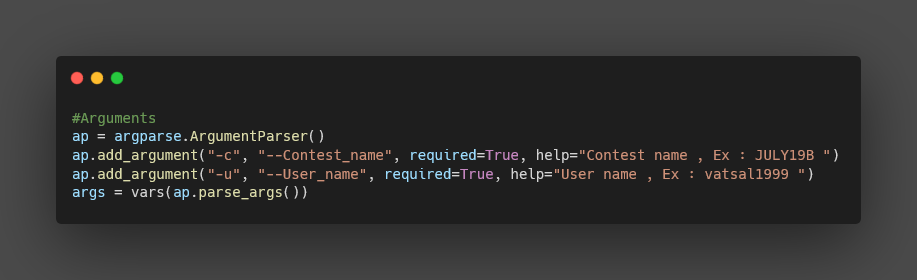 #Arguments
ap = argparse.ArgumentParser()
ap.add_argument("-c", "--Contest_name", required=True, help="Contest name , Ex : JULY19B ")
ap.add_argument("-u", "--User_name", required=True, help="User name , Ex : vatsal1999 ")
args = vars(ap.parse_args())